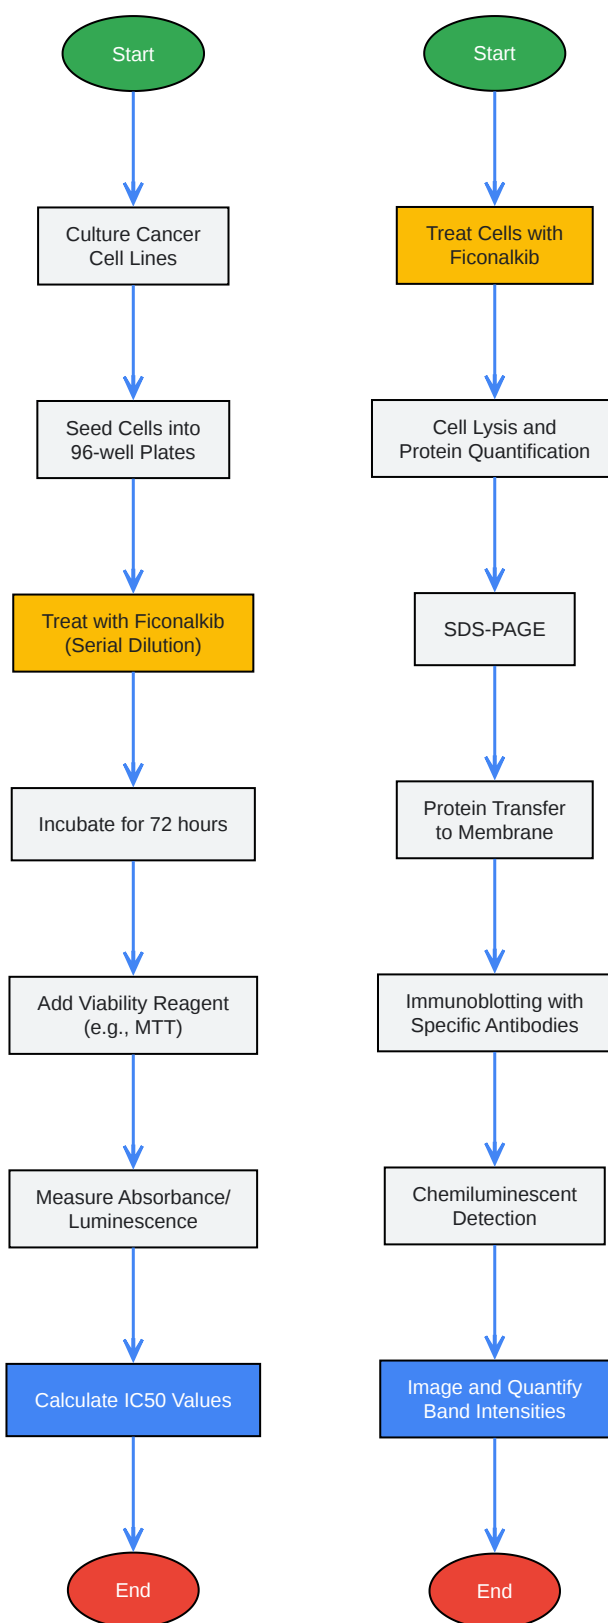 Start
Culture Cancer
Cell Lines
Seed Cells into
96-well Plates
Treat with Ficonalkib
(Serial Dilution)
Incubate for 72 hours
Add Viability Reagent
(e.g., MTT)
Measure Absorbance/
Luminescence
Calculate IC50 Values
End
Start
Treat Cells with
Ficonalkib
Cell Lysis and
Protein Quantification
SDS-PAGE
Protein Transfer
to Membrane
Immunoblotting with
Specific Antibodies
Chemiluminescent
Detection
Image and Quantify
Band Intensities
End